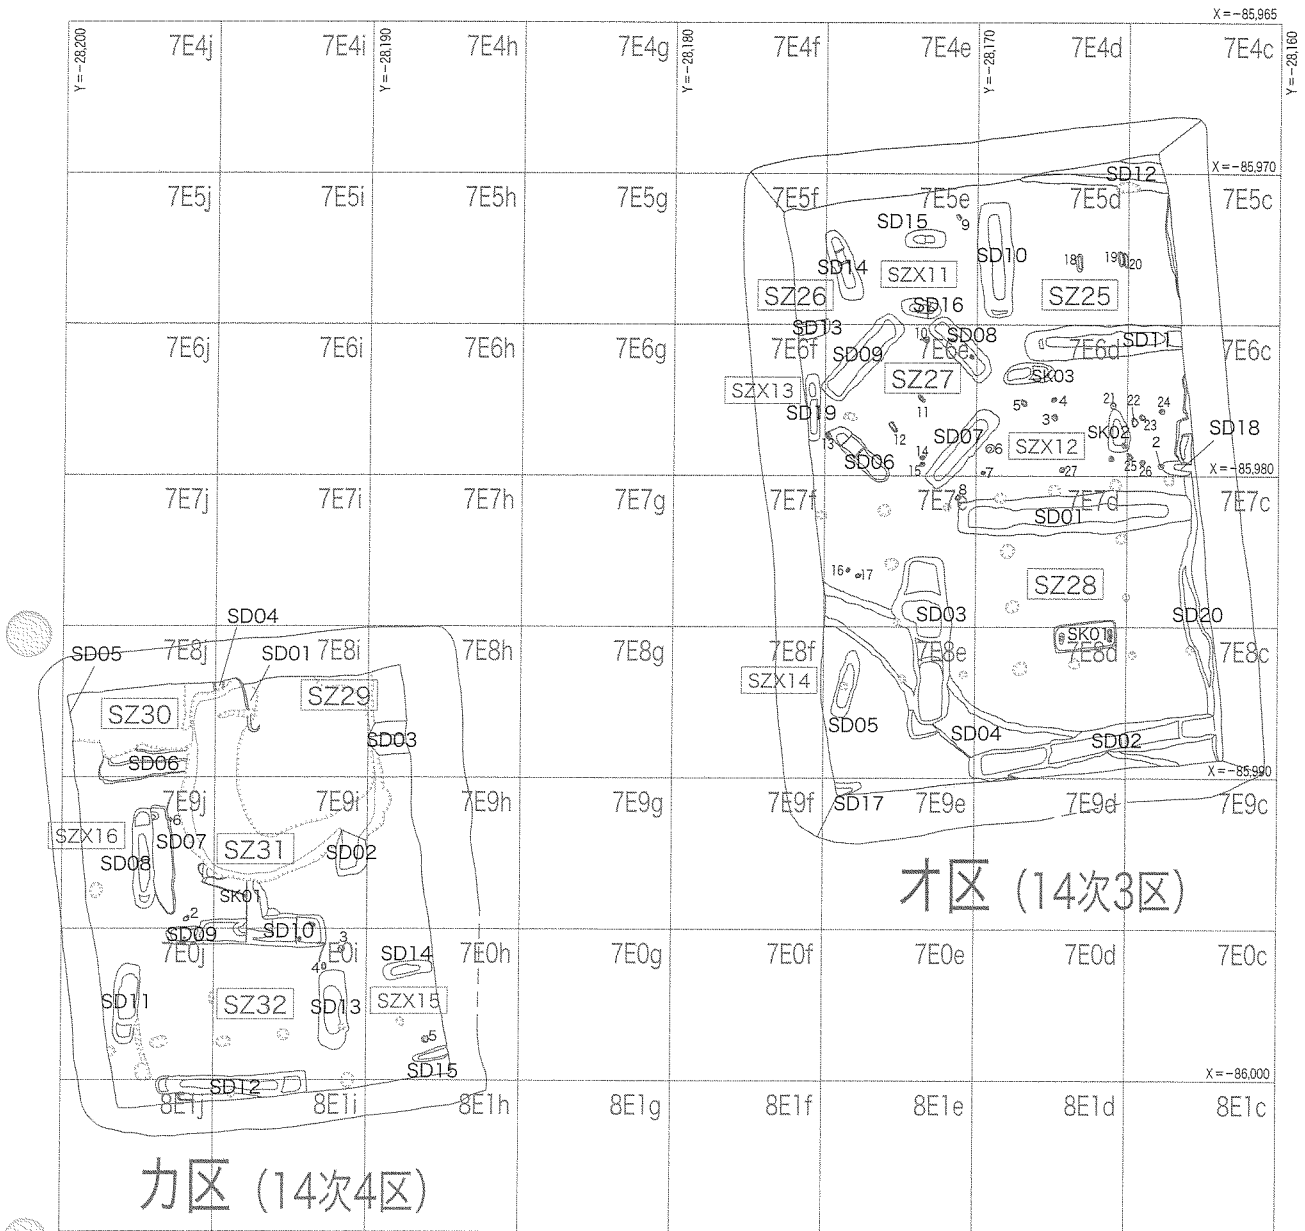 X=-85,965
Y=-28,200
7E4j
7E4i
Y=-28,190
7E4h
7E4g
Y=-28,180
7E4f
7E4e
Y=-28,170
7E4d
7E4c
Y=-28,160
X=-85,970
7E5j
7E5i
7E5h
7E5g
7E5f
7E5e
7E5d
SD12
7E5c
SD15
9
SD14
SZX11
SD10
18
19
20
SZ26
SD16
SZ25
SD13
7E6j
7E6i
7E6h
7E6g
7E6f
SD09
10
7E6e
SD08
7E6d
SD11
7E6c
SZX13
SZ27
SK03
SD19
11
5
4
3
21
22
23
24
12
13
SD07
SK02
SD18
SD06
14
15
6
SZX12
2
7
27
25
26
X=-85,980
7E7j
7E7i
7E7h
7E7g
7E7f
7E7e
8
7E7d
7E7c
SD01
16
17
SZ28
SD03
SD20
SD04
SD05
7E8j
SD01
7E8i
7E8h
7E8g
7E8f
7E8e
SK01
7E8d
7E8c
SZ30
SZ29
SZX14
SD05
SD03
SD04
SD02
SD06
X=-85,990
7E9j
7E9i
7E9h
7E9g
7E9f
SD17
7E9e
7E9d
7E9c
SZX16
6
SD07
SD08
SZ31
SD02
オ区 (14次3区)
SK01
2
SD09
SD10
3
7E0j
4
7E0i
SD14
7E0h
7E0g
7E0f
7E0e
7E0d
7E0c
SD11
SZ32
SD13
SZX15
5
SD15
X=-86,000
SD12
8E1j
8E1i
8E1h
8E1g
8E1f
8E1e
8E1d
8E1c
カ区 (14次4区)